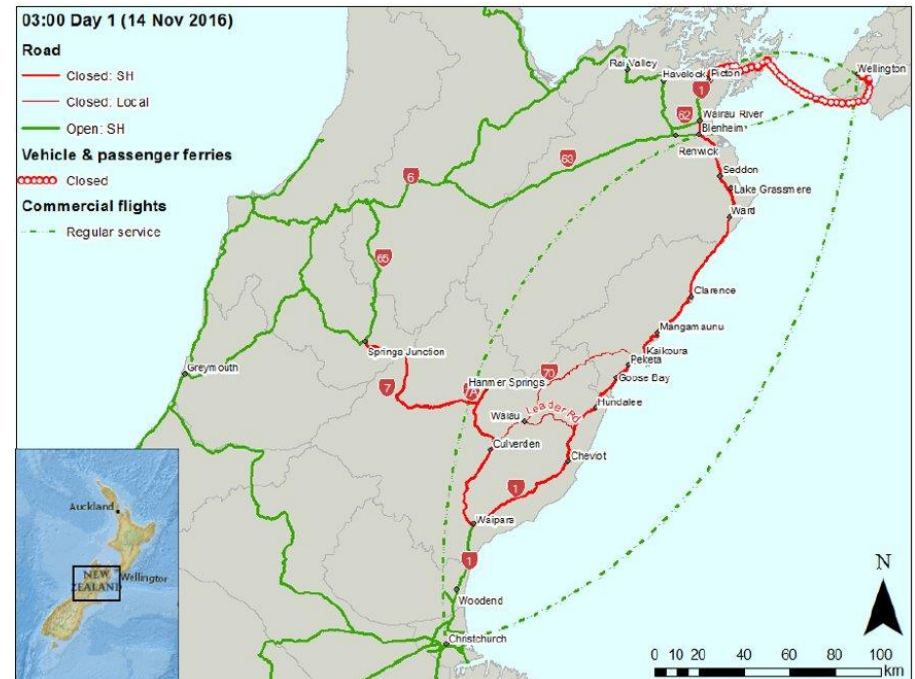 03:00 Day 1 (14 Nov 2016)
Road
Closed: SH
Closed: Local
Open: SH
Vehicle & passenger ferries
Closed
Commercial flights
Regular service
Rai Valley
Havelock
Picton
Wellington
1
62
Wairau River
Blenheim
Renwick
63
6
Seddon
Lake Grassmere
Ward
65
Clarence
Mangamaunu
Springs Junction
Kaikoura
Peketa
70
Goose Bay
Greymouth
7
7A
Hanmer Springs
Hundalee
Waiau
Leader Rd
Culverden
Cheviot
1
Waipara
1
Woodend
Christchurch
Auckland
NEW
ZEALAND
Wellington
N
0 10 20 40 60 80 100
km